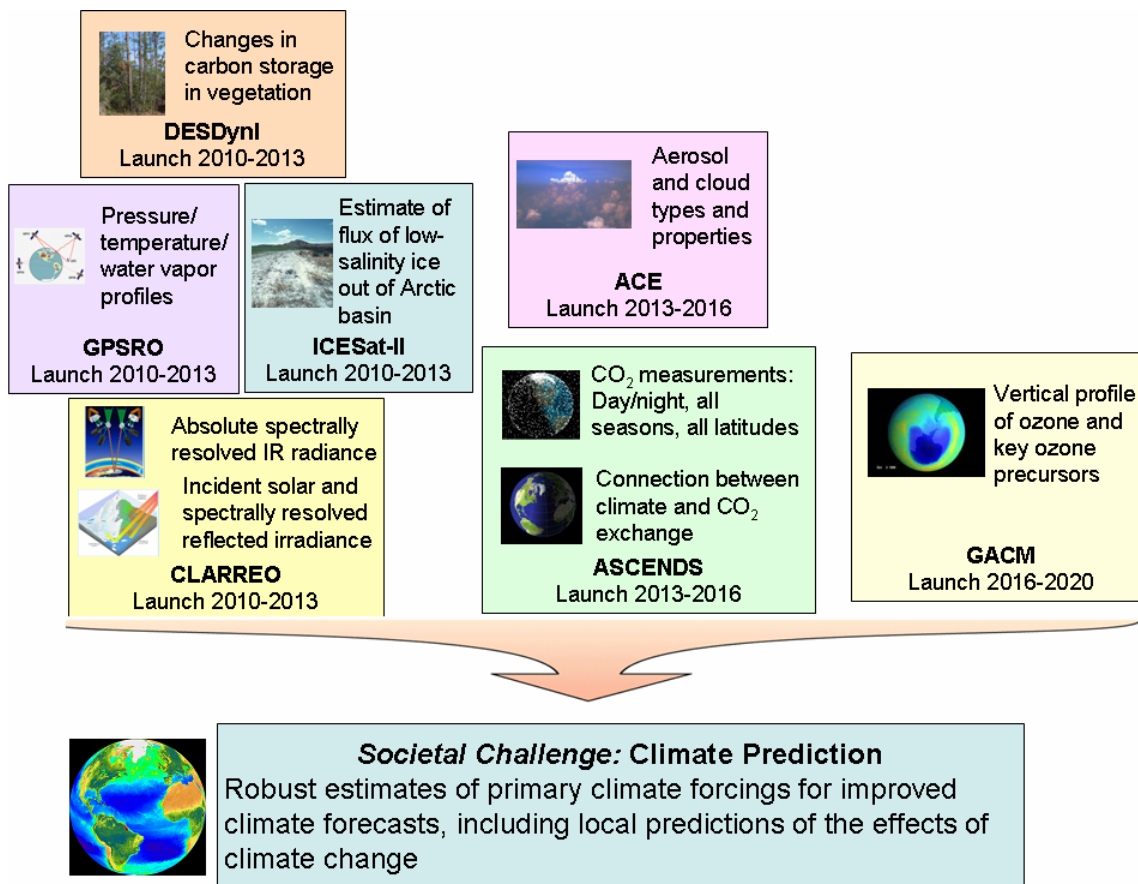 Changes in
carbon storage
in vegetation
DESDynI
Launch 2010-2013
Pressure/
temperature/
water vapor
profiles
GPSRO
Launch 2010-2013
Estimate of
flux of low-
salinity ice
out of Arctic
basin
ICESat-II
Launch 2010-2013
Aerosol
and cloud
types and
properties
ACE
Launch 2013-2016
Absolute spectrally
resolved IR radiance
Incident solar and
spectrally resolved
reflected irradiance
CLARREO
Launch 2010-2013
CO₂ measurements:
Day/night, all
seasons, all latitudes
Connection between
climate and CO₂
exchange
ASCENDS
Launch 2013-2016
Vertical profile
of ozone and
key ozone
precursors
GACM
Launch 2016-2020
Societal Challenge: Climate Prediction
Robust estimates of primary climate forcings for improved
climate forecasts, including local predictions of the effects of
climate change